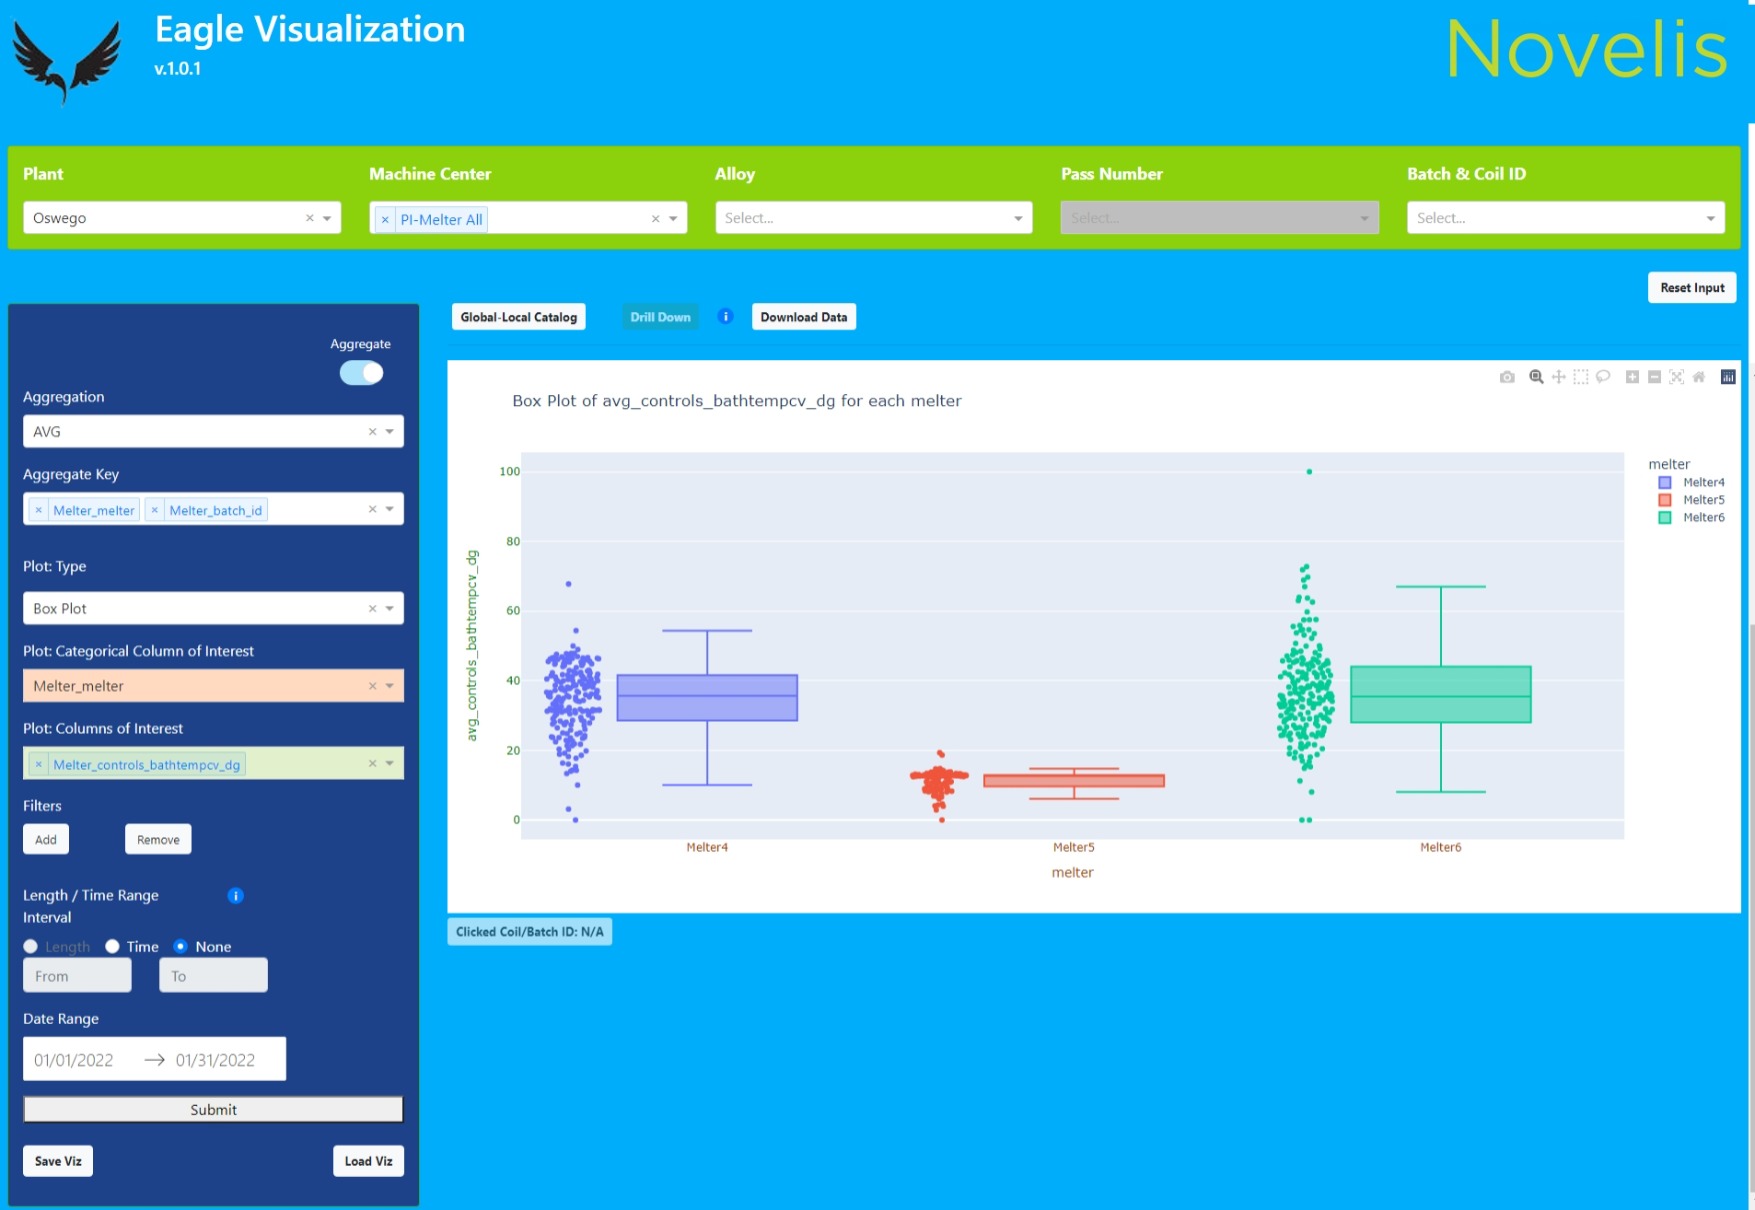 Eagle Visualization
v.1.0.1
Novelis
Plant
Machine Center
Alloy
Pass Number
Batch & Coil ID
Oswego
× PI-Melter All
Select...
Select...
Select...
Reset Input
Global-Local Catalog
Drill Down
Download Data
Aggregate
Aggregation
AVG
Aggregate Key
× Melter_melter × Melter_batch_id
Plot: Type
Box Plot
Plot: Categorical Column of Interest
Melter_melter
Plot: Columns of Interest
× Melter_controls_bathtempcv_dg
Filters
Add
Remove
Length / Time Range
Interval
Length
Time
None
From
To
Date Range
01/01/2022 → 01/31/2022
Submit
Save Viz
Load Viz
Box Plot of avg_controls_bathtempcv_dg for each melter
avg_controls_bathtempcv_dg
100
80
60
40
20
0
Melter4
Melter5
Melter6
melter
melter
Melter4
Melter5
Melter6
Clicked Coil/Batch ID: N/A